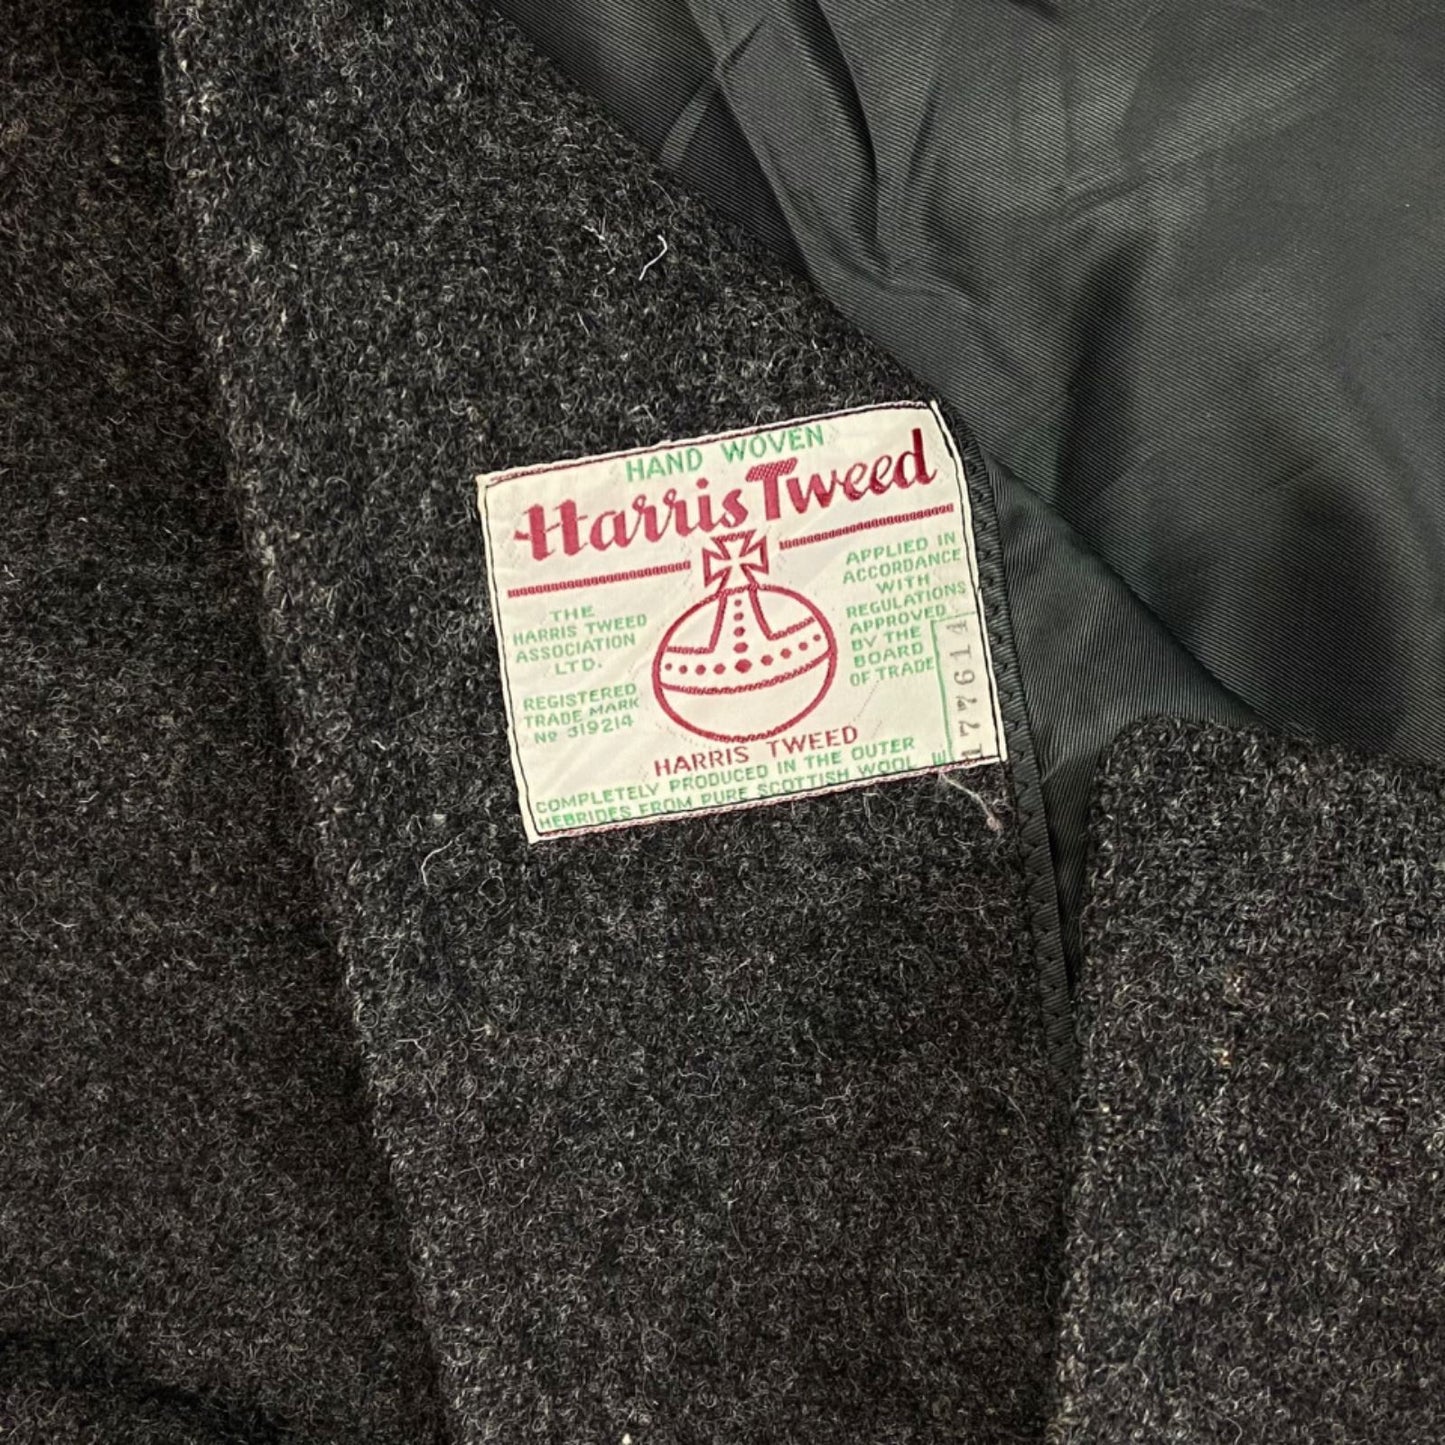 HAND WOVEN
Harris Tweed
THE
HARRIS TWEED
ASSOCIATION
LTD.
REGISTERED
TRADE MARK
No 319214
APPLIED IN
ACCORDANCE
WITH
REGULATIONS
APPROVED
BY THE
BOARD
OF TRADE
HARRIS TWEED
COMPLETELY PRODUCED IN THE OUTER
HEBRIDES FROM PURE SCOTTISH WOOL
E 177614